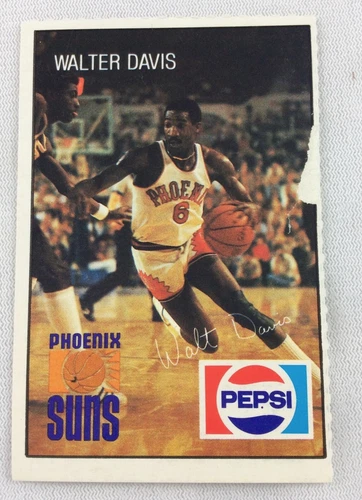 WALTER DAVIS
PHOENIX
6
Walt Davis
PHOENIX
SUNS
PEPSI